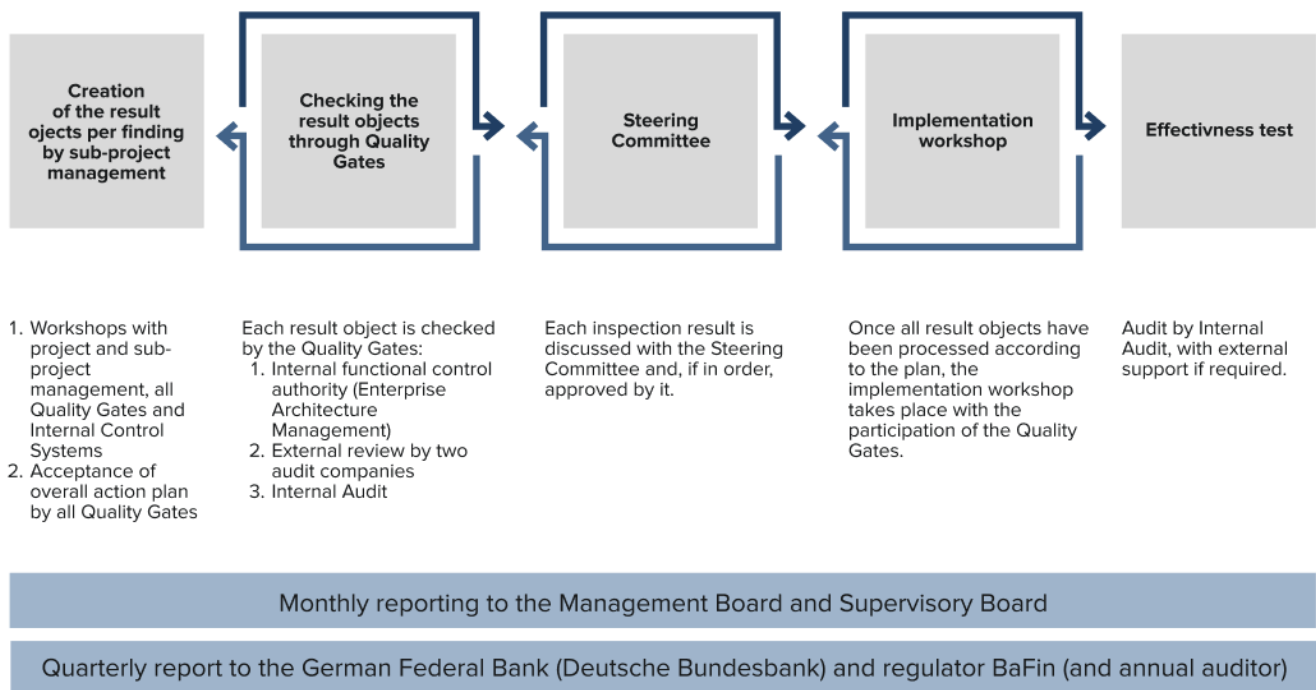 Creation
of the result
ojects per finding
by sub-project
management
Checking the
result objects
through Quality
Gates
Steering
Committee
Implementation
workshop
Effectivness test
1. Workshops with
project and sub-
project
management, all
Quality Gates and
Internal Control
Systems
2. Acceptance of
overall action plan
by all Quality Gates
Each result object is checked
by the Quality Gates:
1. Internal functional control
authority (Enterprise
Architecture
Management)
2. External review by two
audit companies
3. Internal Audit
Each inspection result is
discussed with the Steering
Committee and, if in order,
approved by it.
Once all result objects have
been processed according
to the plan, the
implementation workshop
takes place with the
participation of the Quality
Gates.
Audit by Internal
Audit, with external
support if required.
Monthly reporting to the Management Board and Supervisory Board
Quarterly report to the German Federal Bank (Deutsche Bundesbank) and regulator BaFin (and annual auditor)